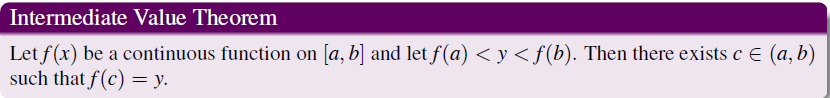 Intermediate Value Theorem
Let f(x) be a continuous function on [a, b] and let f(a) < y < f(b). Then there exists c ∈ (a, b)
such that f(c) = y.